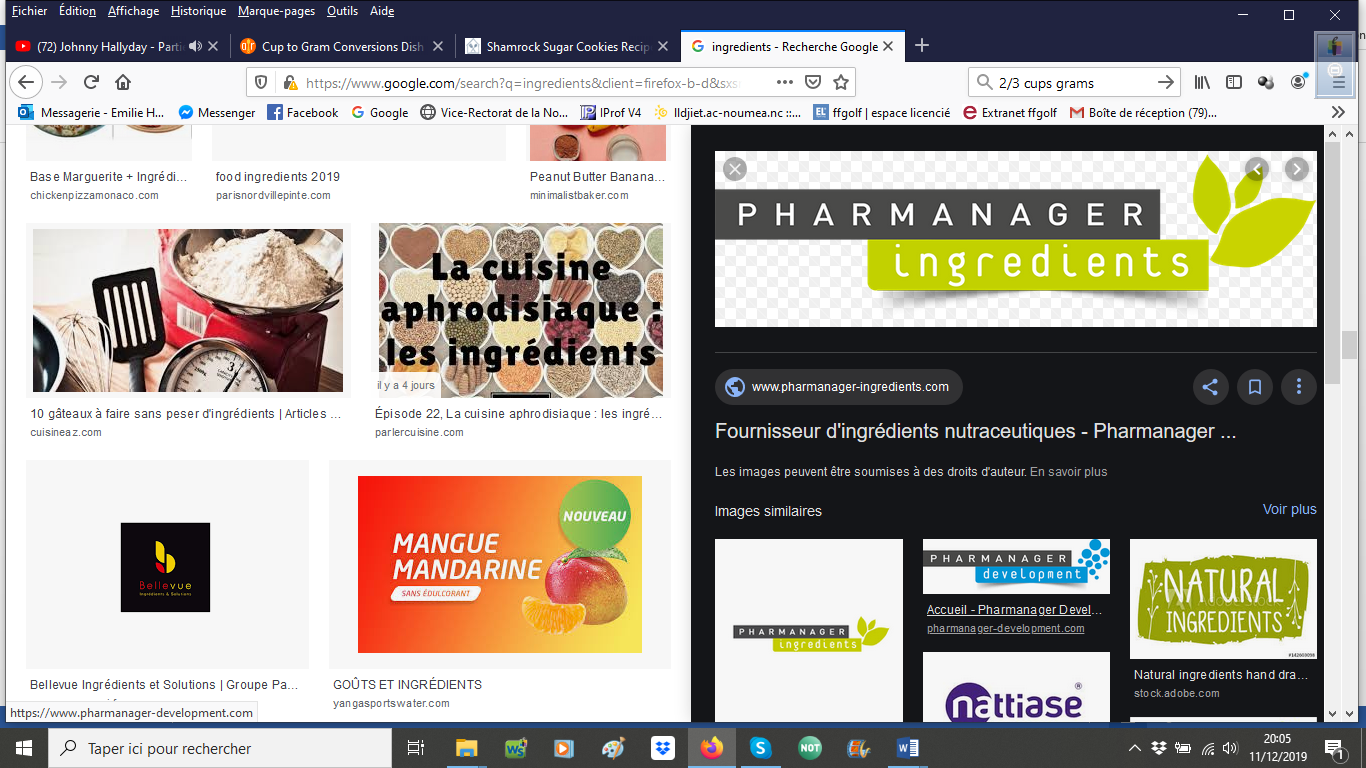 Fichier Édition Affichage Historique Marque-pages Outils Aide
(72) Johnny Hallyday - Parti
Cup to Gram Conversions Dish
Shamrock Sugar Cookies Recip
ingredients - Recherche Google
https://www.google.com/search?q=ingredients&client=firefox-b-d&sxs
2/3 cups grams
Messagerie - Emilie H... Messenger Facebook Google Vice-Rectorat de la No... IProf V4 lldjiet.ac-noumea.nc ::... EL ffgolf | espace licencié Extranet ffgolf Boîte de réception (79)...
Base Marguerite + Ingrédi...
chickenpizzamonaco.com
food ingredients 2019
parisnordvillepinte.com
Peanut Butter Banana...
minimalistbaker.com
La cuisine
aphrodisiaque :
les ingrédients
il y a 4 jours
10 gâteaux à faire sans peser d'ingrédients | Articles ...
cuisineaz.com
Épisode 22, La cuisine aphrodisiaque : les ingré...
parlercuisine.com
Bellevue
Ingrédients & Solutions
NOUVEAU
MANGUE
MANDARINE
SANS ÉDULCORANT
Bellevue Ingrédients et Solutions | Groupe Pa...
GOÛTS ET INGRÉDIENTS
yangasportswater.com
https://www.pharmanager-development.com
PHARMANAGER
ingredients
www.pharmanager-ingredients.com
Fournisseur d'ingrédients nutraceutiques - Pharmanager ...
Les images peuvent être soumises à des droits d'auteur. En savoir plus
Images similaires
Voir plus
PHARMANAGER
ingredients
PHARMANAGER
development
Accueil - Pharmanager Devel...
pharmanager-development.com
nattiase®
NATURAL
INGREDIENTS
#142603098
Natural ingredients hand dra...
stock.adobe.com
Taper ici pour rechercher
WS
NOT
20:05
11/12/2019
1